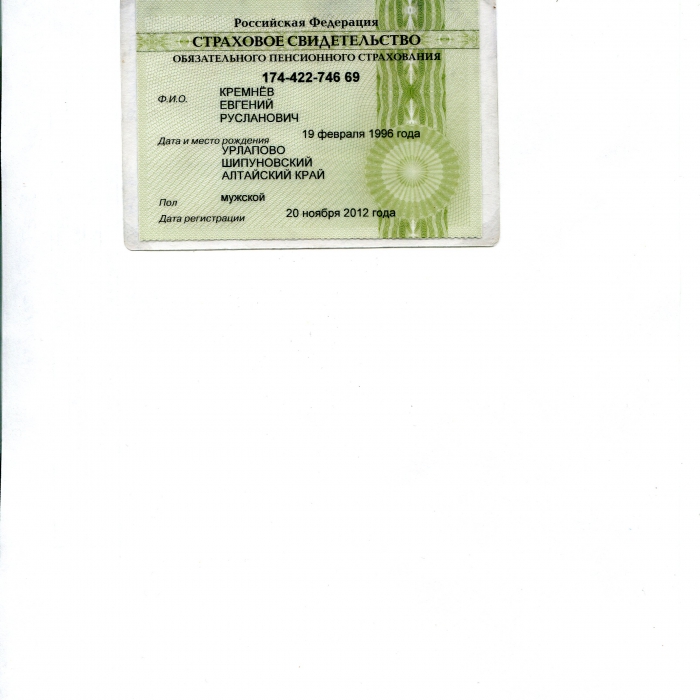 Российская Федерация
СТРАХОВОЕ СВИДЕТЕЛЬСТВО
ОБЯЗАТЕЛЬНОГО ПЕНСИОННОГО СТРАХОВАНИЯ
174-422-746 69
Ф.И.О. КРЕМНЁВ
ЕВГЕНИЙ
РУСЛАНОВИЧ
Дата и место рождения 19 февраля 1996 года
УРЛАПОВО
ШИПУНОВСКИЙ
АЛТАЙСКИЙ КРАЙ
Пол мужской
Дата регистрации 20 ноября 2012 года